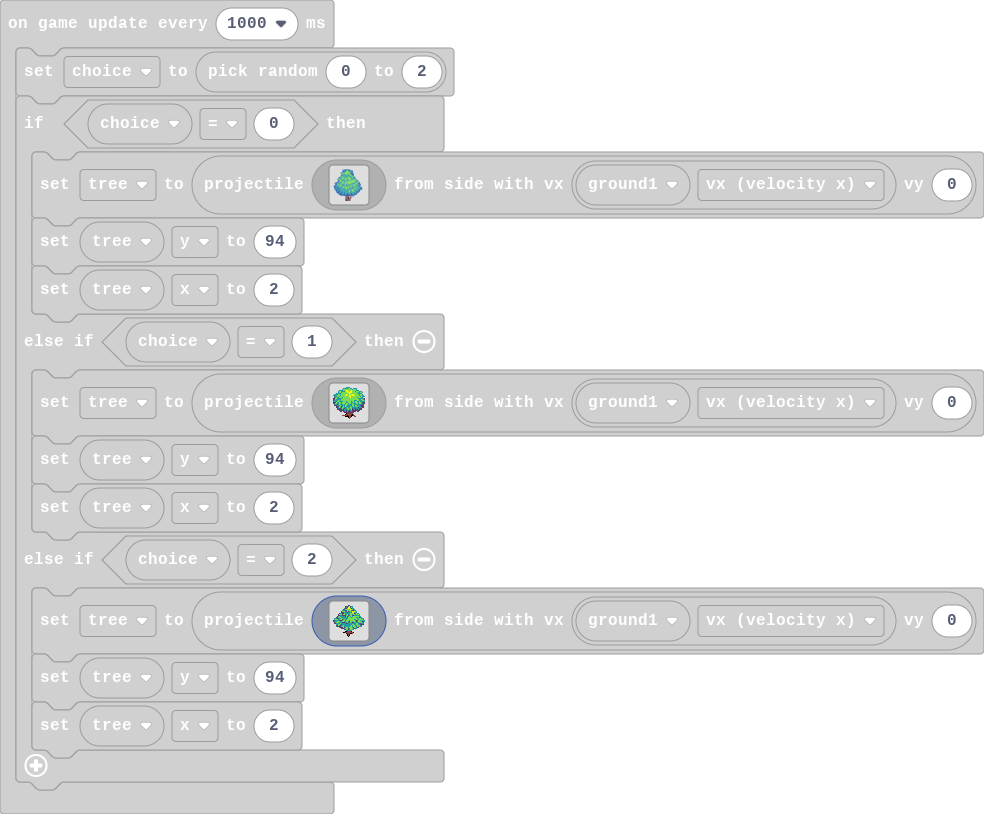 on game update every 1000 ms
set choice to pick random 0 to 2
if choice = 0 then
set tree to projectile from side with vx ground1 vx (velocity x) vy 0
set tree y to 94
set tree x to 2
else if choice = 1 then
set tree to projectile from side with vx ground1 vx (velocity x) vy 0
set tree y to 94
set tree x to 2
else if choice = 2 then
set tree to projectile from side with vx ground1 vx (velocity x) vy 0
set tree y to 94
set tree x to 2